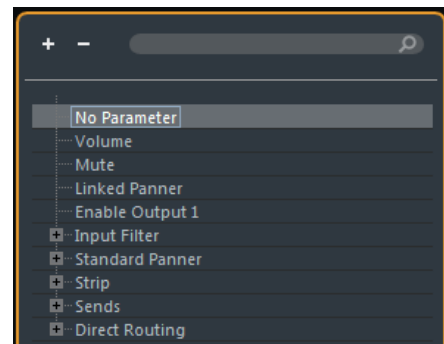 No Parameter
Volume
Mute
Linked Panner
Enable Output 1
Input Filter
Standard Panner
Strip
Sends
Direct Routing